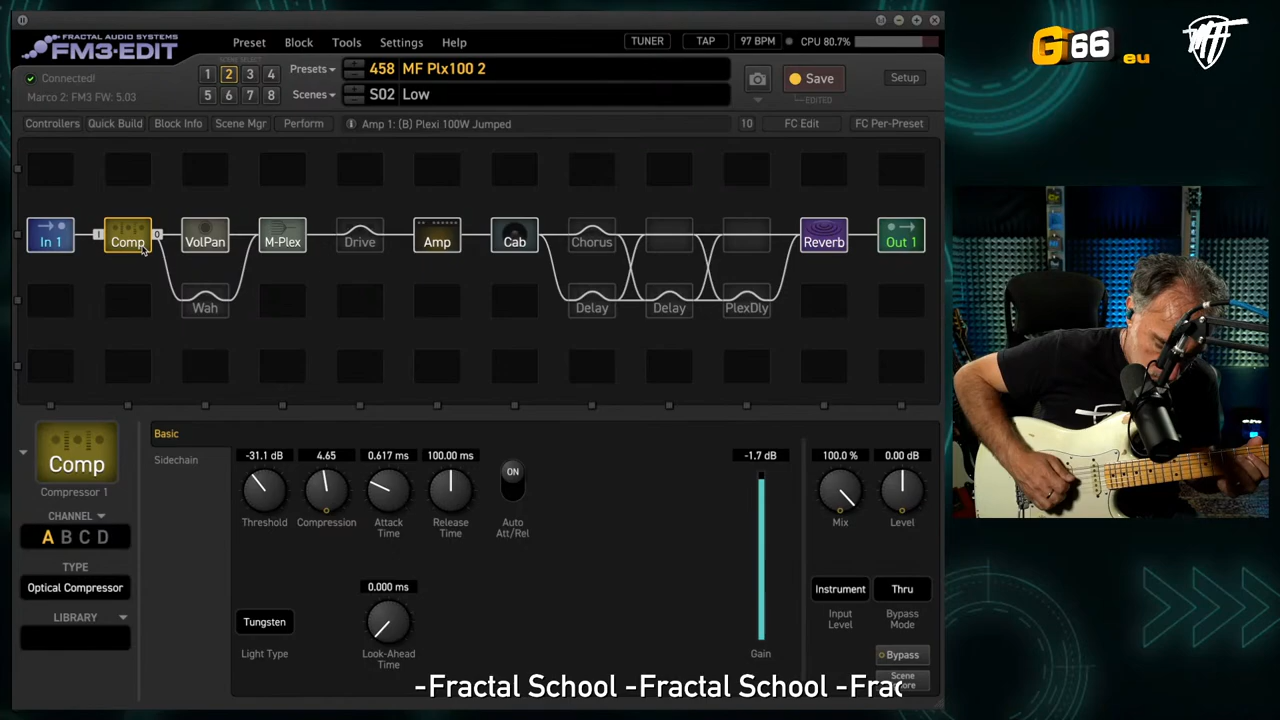 FRACTAL AUDIO SYSTEMS
FM3-EDIT
Preset Block Tools Settings Help
TUNER TAP 97 BPM CPU 80.7%
G66 eu
Connected!
Marco 2: FM3 FW: 5.03
SCENE SELECT
1 2 3 4
5 6 7 8
Presets 458 MF Plx100 2
Scenes S02 Low
Save
EDITED
Setup
Controllers Quick Build Block Info Scene Mgr Perform Amp 1: (B) Plexi 100W Jumped 10 FC Edit FC Per-Preset
In 1 Comp VolPan M-Plex Drive Amp Cab Chorus Reverb Out 1
Wah Delay Delay PlexDly
Comp
Compressor 1
CHANNEL
A B C D
TYPE
Optical Compressor
LIBRARY
Basic
Sidechain
-31.1 dB 4.65 0.617 ms 100.00 ms ON -1.7 dB 100.0 % 0.00 dB
Threshold Compression Attack Time Release Time Auto Att/Rel Mix Level
0.000 ms
Tungsten Instrument Thru
Light Type Look-Ahead Time Gain Input Level Bypass Mode
Bypass
Scene
-Fractal School -Fractal School -Frac